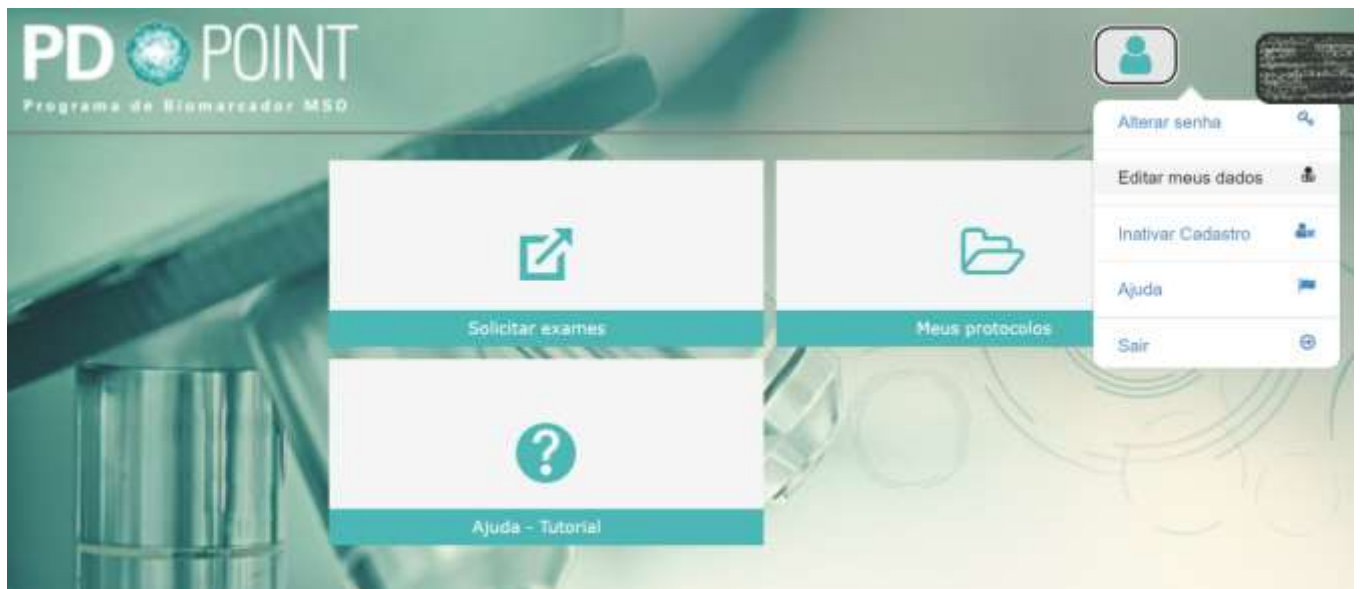 PD POINT
Programa de Biomarcador MSD
Alterar senha
Editar meus dados
Inativar Cadastro
Ajuda
Sair
Solicitar exames
Meus protocolos
Ajuda - Tutorial